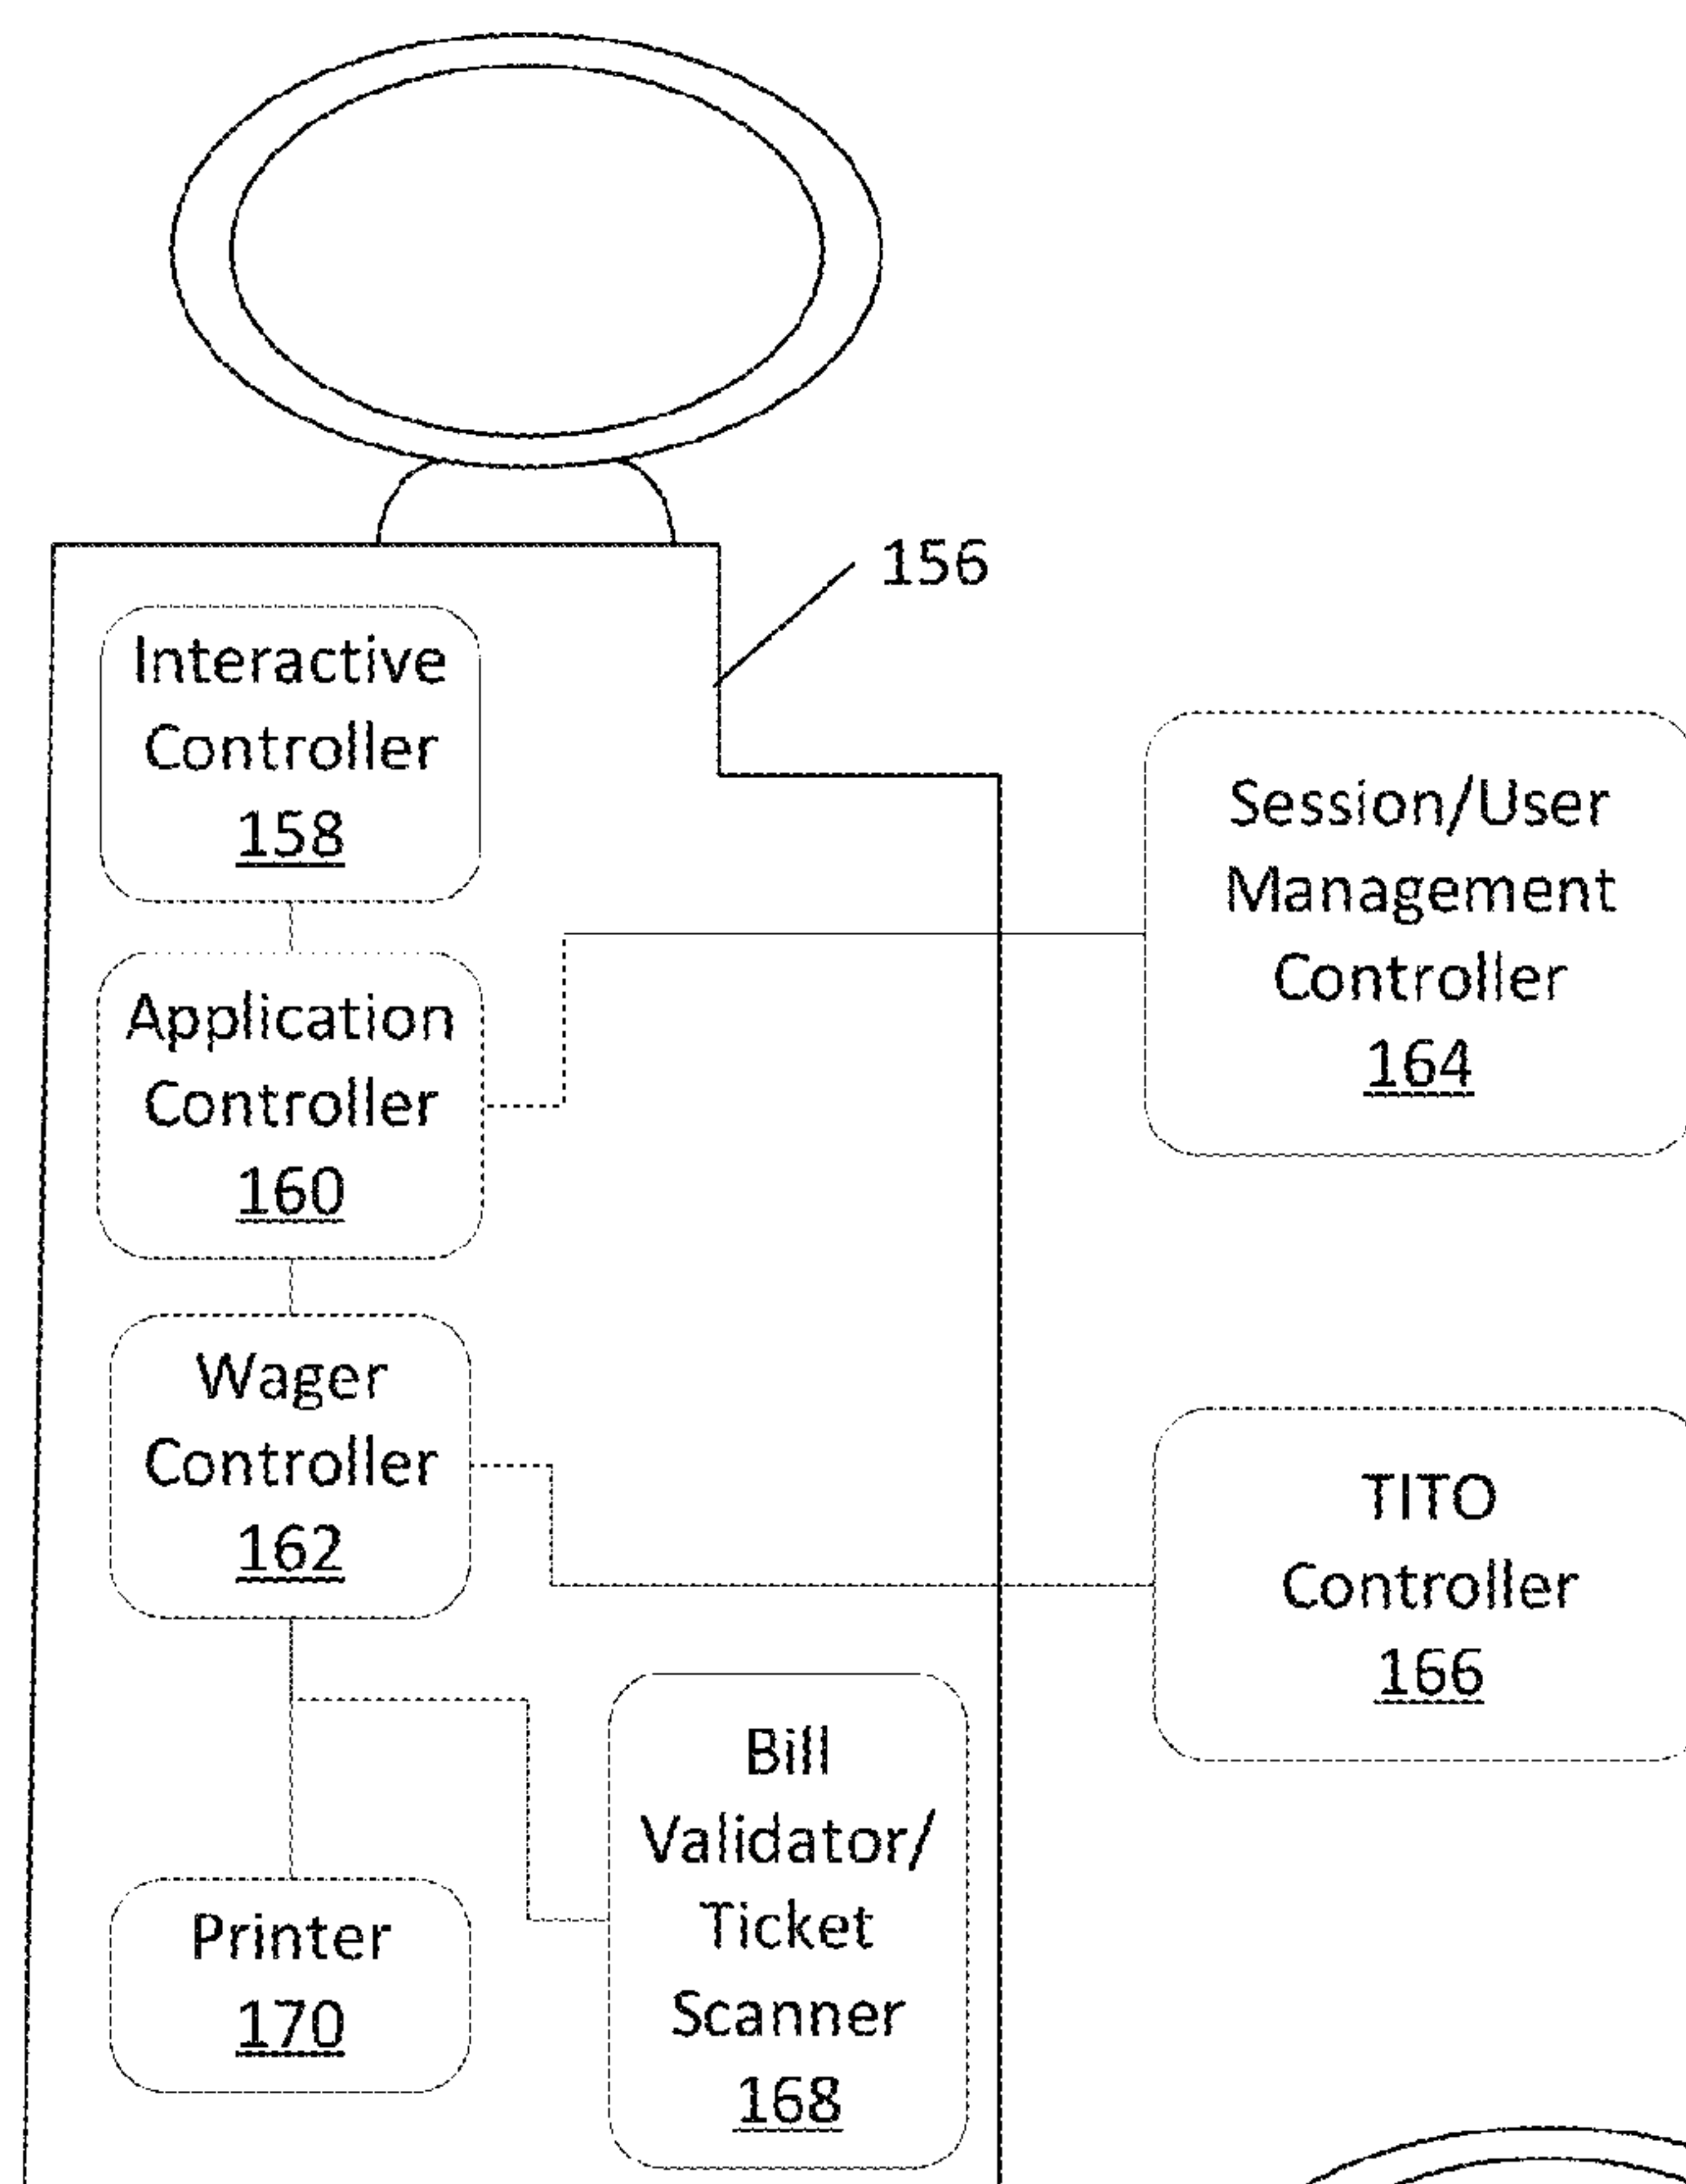 156
Interactive
Controller
158
Session/User
Management
Controller
164
Application
Controller
160
Wager
Controller
162
TITO
Controller
166
Bill
Validator/
Ticket
Scanner
168
Printer
170